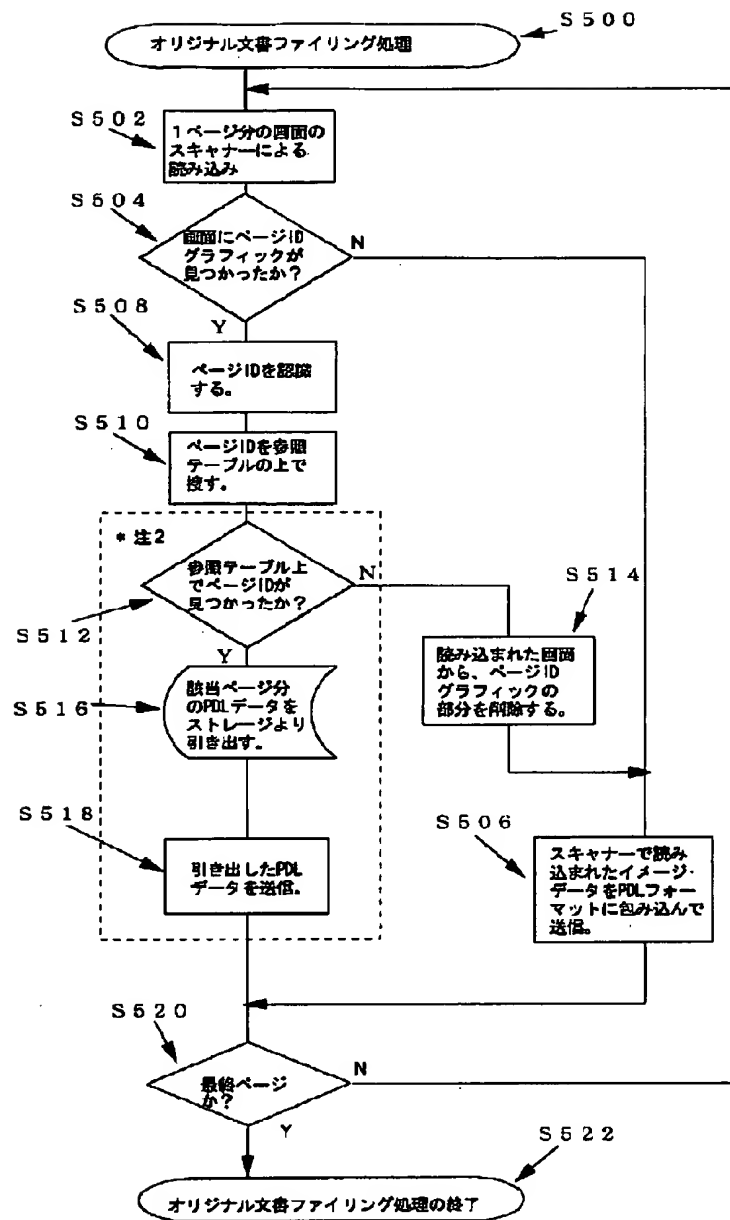 S500
オリジナル文書ファイリング処理
S502
1ページ分の画面の
スキャナーによる
読み込み
S504
画面にページID
グラフィックが
見つかったか?
N
Y
S508
ページIDを認識
する。
S510
ページIDを参照
テーブルの上で
捜す。
*注2
参照テーブル上
でページIDが
見つかったか?
N
S512
Y
S514
読み込まれた画面
から、ページID
グラフィックの
部分を削除する。
S516
該当ページ分
のPDLデータを
ストレージより
引き出す。
S518
引き出したPDL
データを送信。
S506
スキャナーで読み
込まれたイメージ・
データをPDLフォー
マットに包み込んで
送信。
S520
最終ページ
か?
N
Y
S522
オリジナル文書ファイリング処理の終了